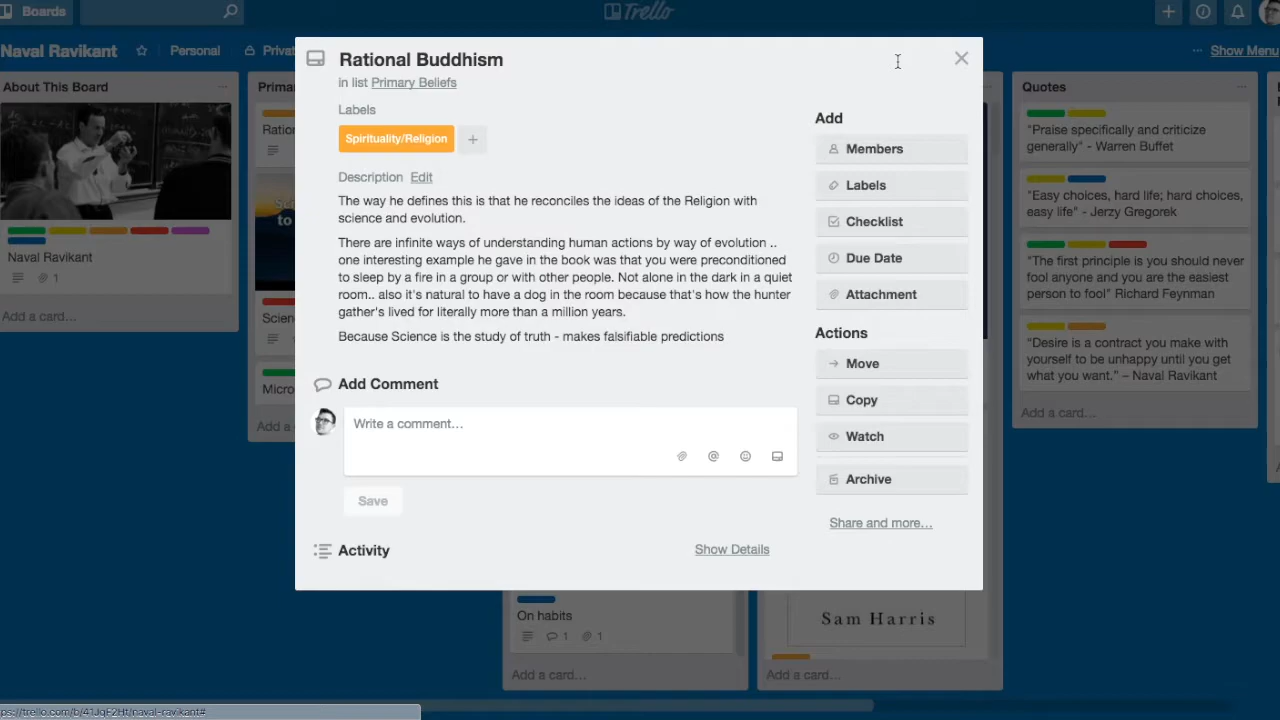 Boards
Trello
Naval Ravikant
Personal
... Show Menu
About This Board
...
Naval Ravikant
1
Add a card...
Rational Buddhism
in list Primary Beliefs
Labels
Spirituality/Religion
+
Description Edit
The way he defines this is that he reconciles the ideas of the Religion with
science and evolution.
There are infinite ways of understanding human actions by way of evolution ..
one interesting example he gave in the book was that you were preconditioned
to sleep by a fire in a group or with other people. Not alone in the dark in a quiet
room.. also it's natural to have a dog in the room because that's how the hunter
gather's lived for literally more than a million years.
Because Science is the study of truth - makes falsifiable predictions
Add Comment
Write a comment...
@
Save
Activity
Show Details
Add
Members
Labels
Checklist
Due Date
Attachment
Actions
Move
Copy
Watch
Archive
Share and more...
On habits
1 1
Add a card...
Sam Harris
Add a card...
Quotes
...
"Praise specifically and criticize
generally" - Warren Buffet
"Easy choices, hard life; hard choices,
easy life" - Jerzy Gregorek
"The first principle is you should never
fool anyone and you are the easiest
person to fool" Richard Feynman
“Desire is a contract you make with
yourself to be unhappy until you get
what you want.” – Naval Ravikant
Add a card...